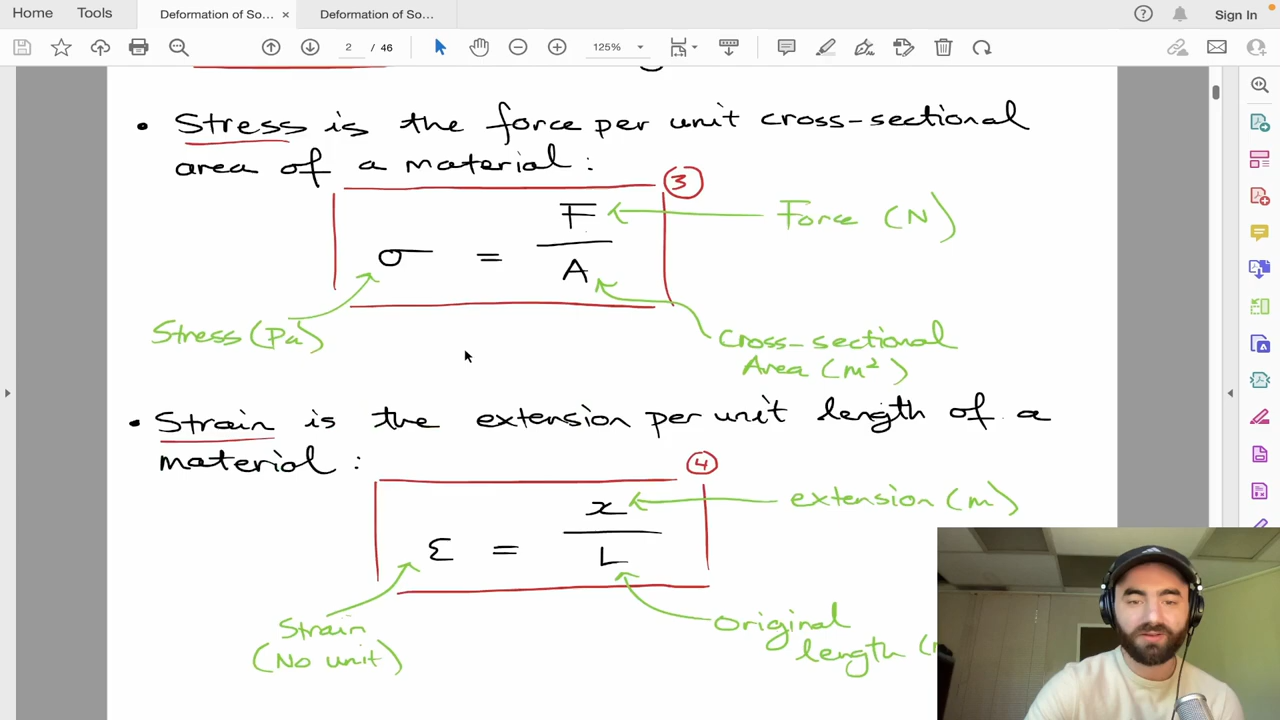 Home Tools Deformation of So... × Deformation of So... Sign In
2 / 46 125%
• Stress is the force per unit cross-sectional
area of a material:
③
F
Force (N)
σ =
A
Stress (Pa)
Cross-sectional
Area (m²)
• Strain is the extension per unit length of a
material :
④
x
extension (m)
ε =
L
Original
Strain
length (
(No unit)